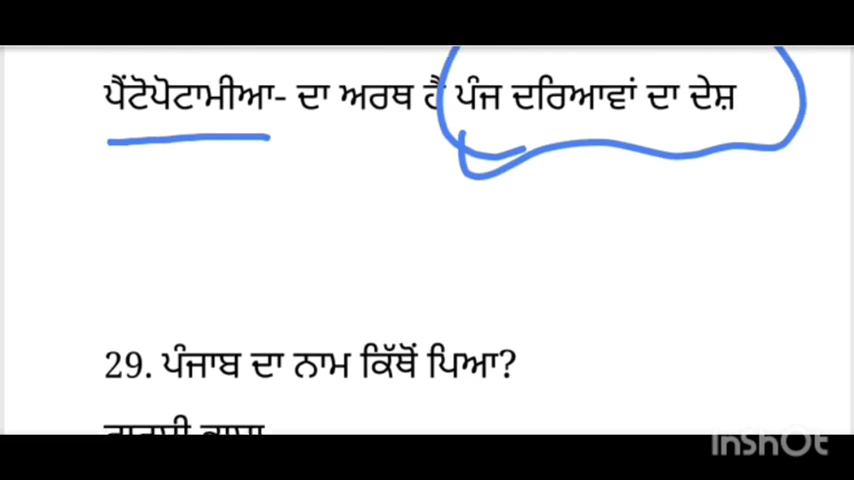 ਪੈਂਟੋਪੋਟਾਮੀਆ- ਦਾ ਅਰਥ ਹੈ ਪੰਜ ਦਰਿਆਵਾਂ ਦਾ ਦੇਸ਼
29. ਪੰਜਾਬ ਦਾ ਨਾਮ ਕਿੱਥੋਂ ਪਿਆ?
InShOt